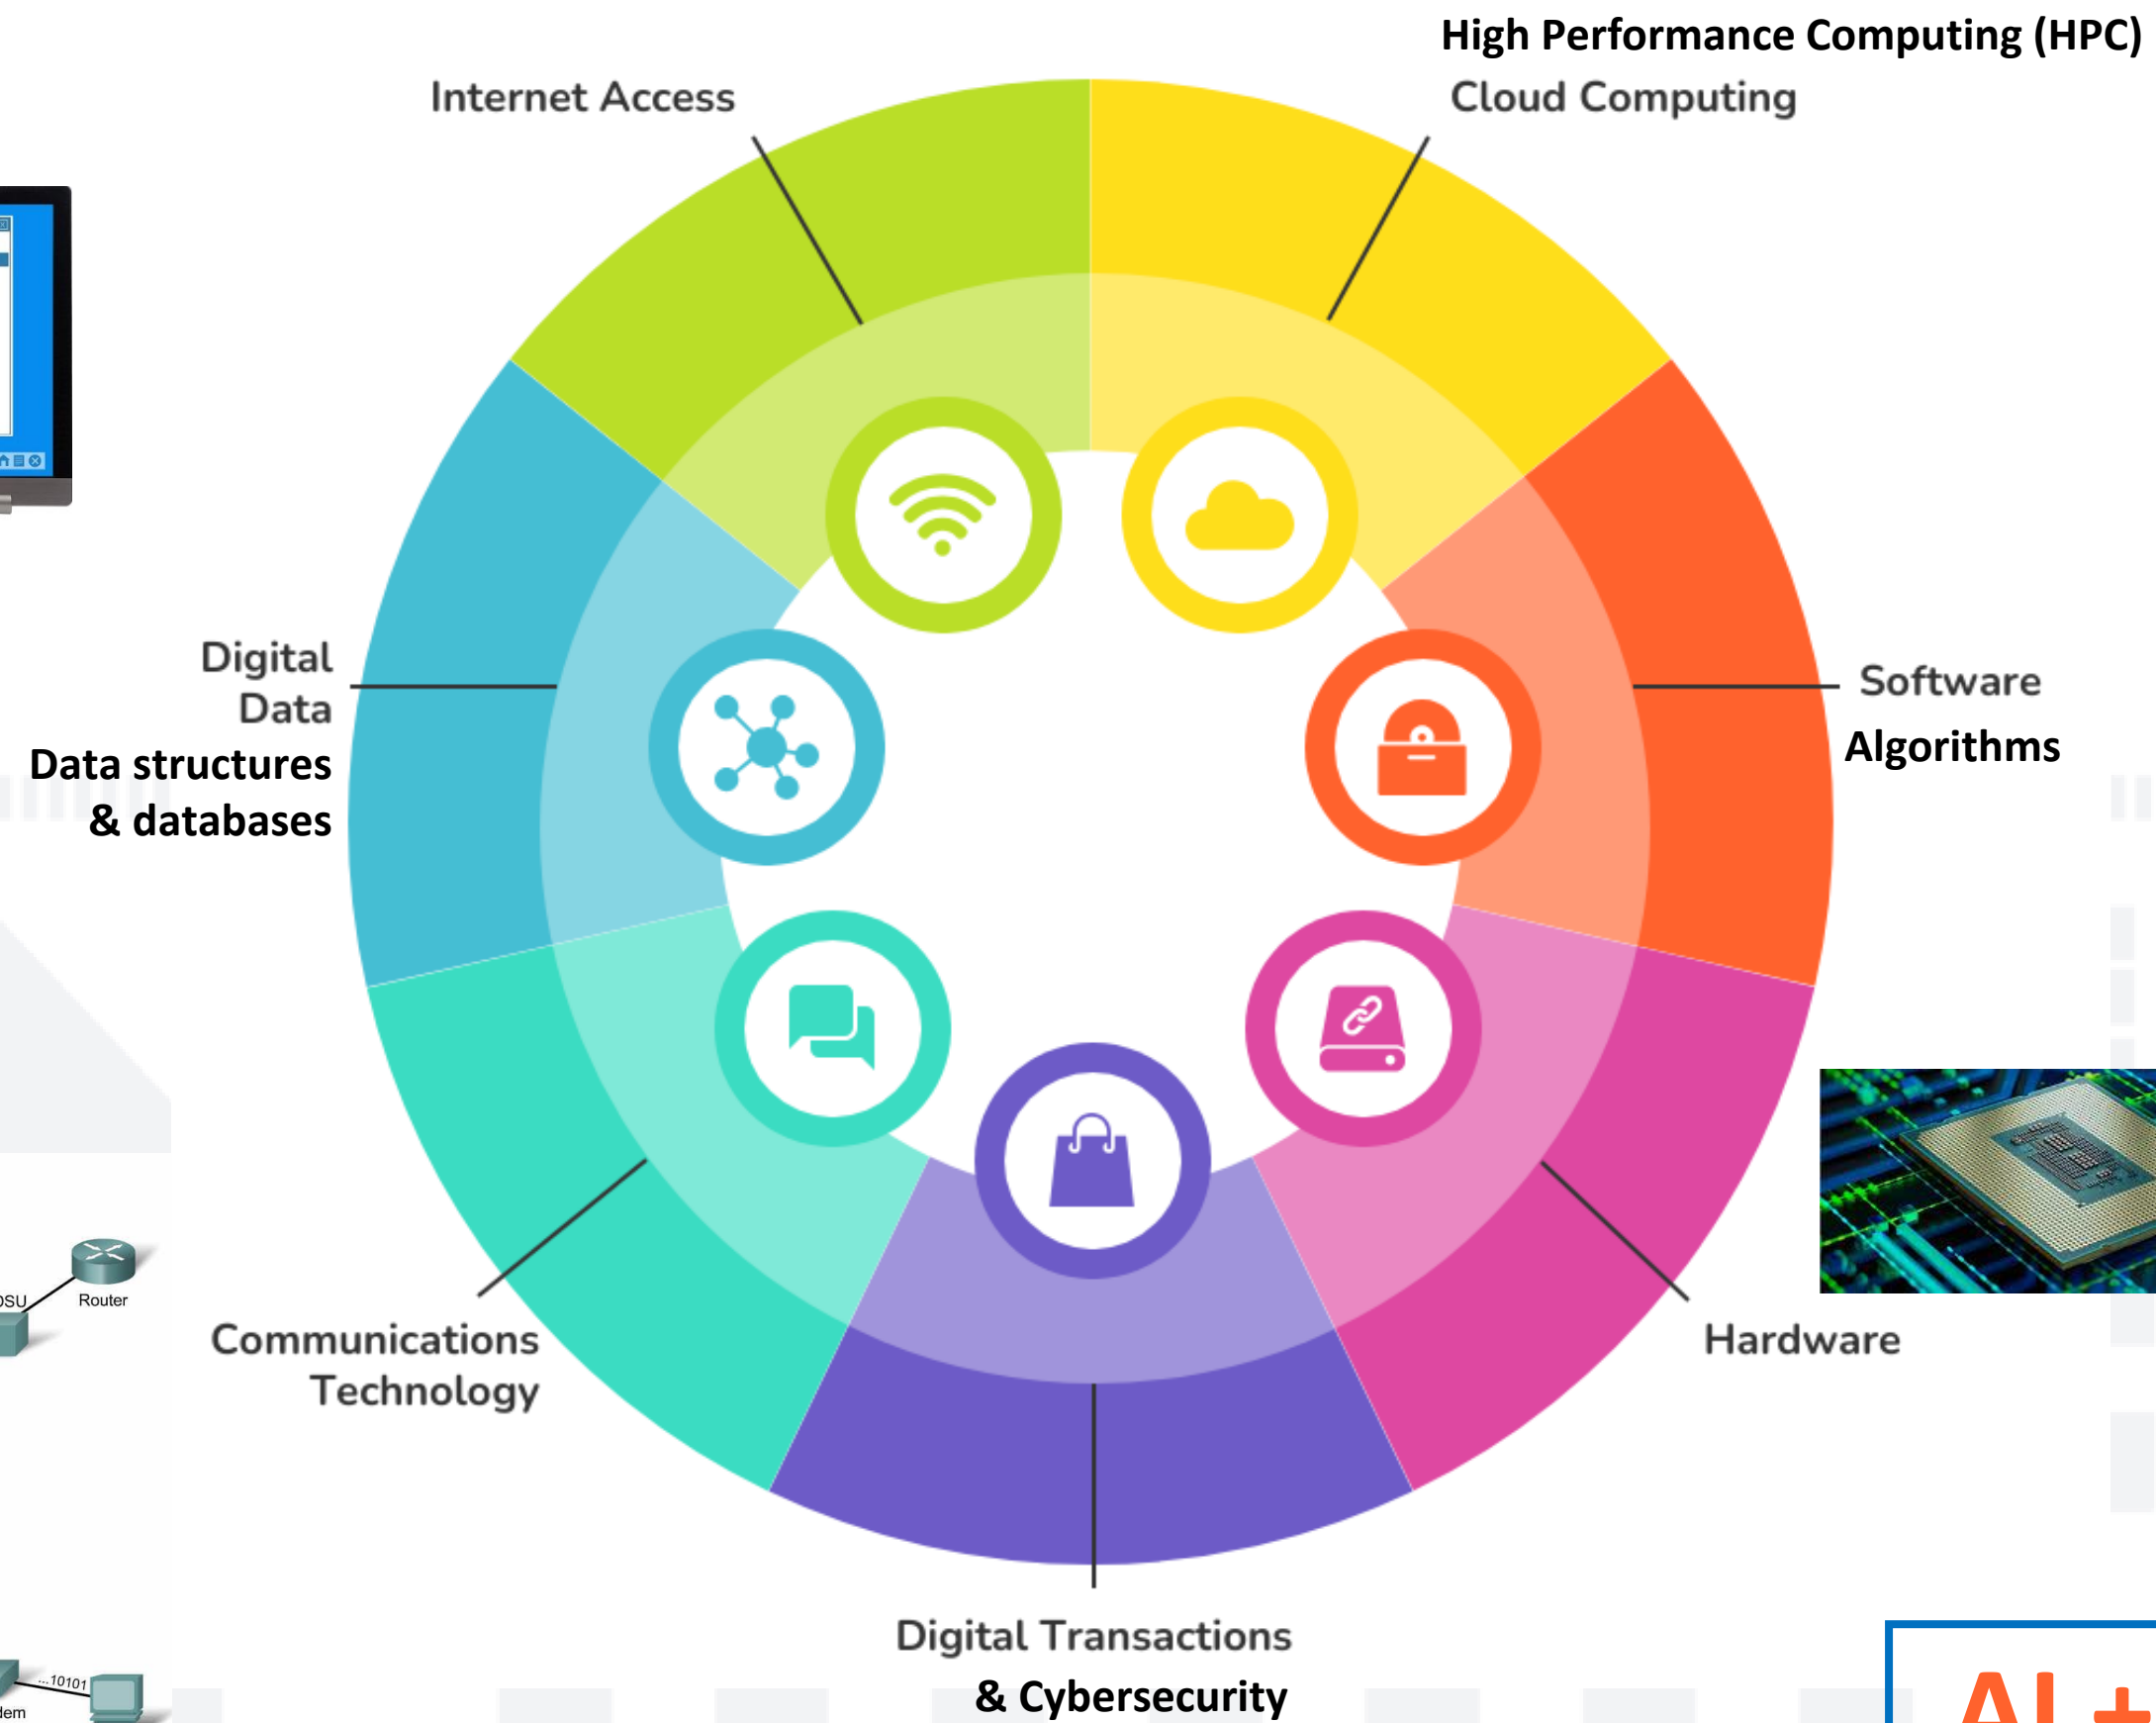 High Performance Computing (HPC)
Internet Access
Cloud Computing
Digital
Data
Data structures
& databases
Software
Algorithms
Router
Communications
Technology
Hardware
Digital Transactions
& Cybersecurity
...10101
AI +